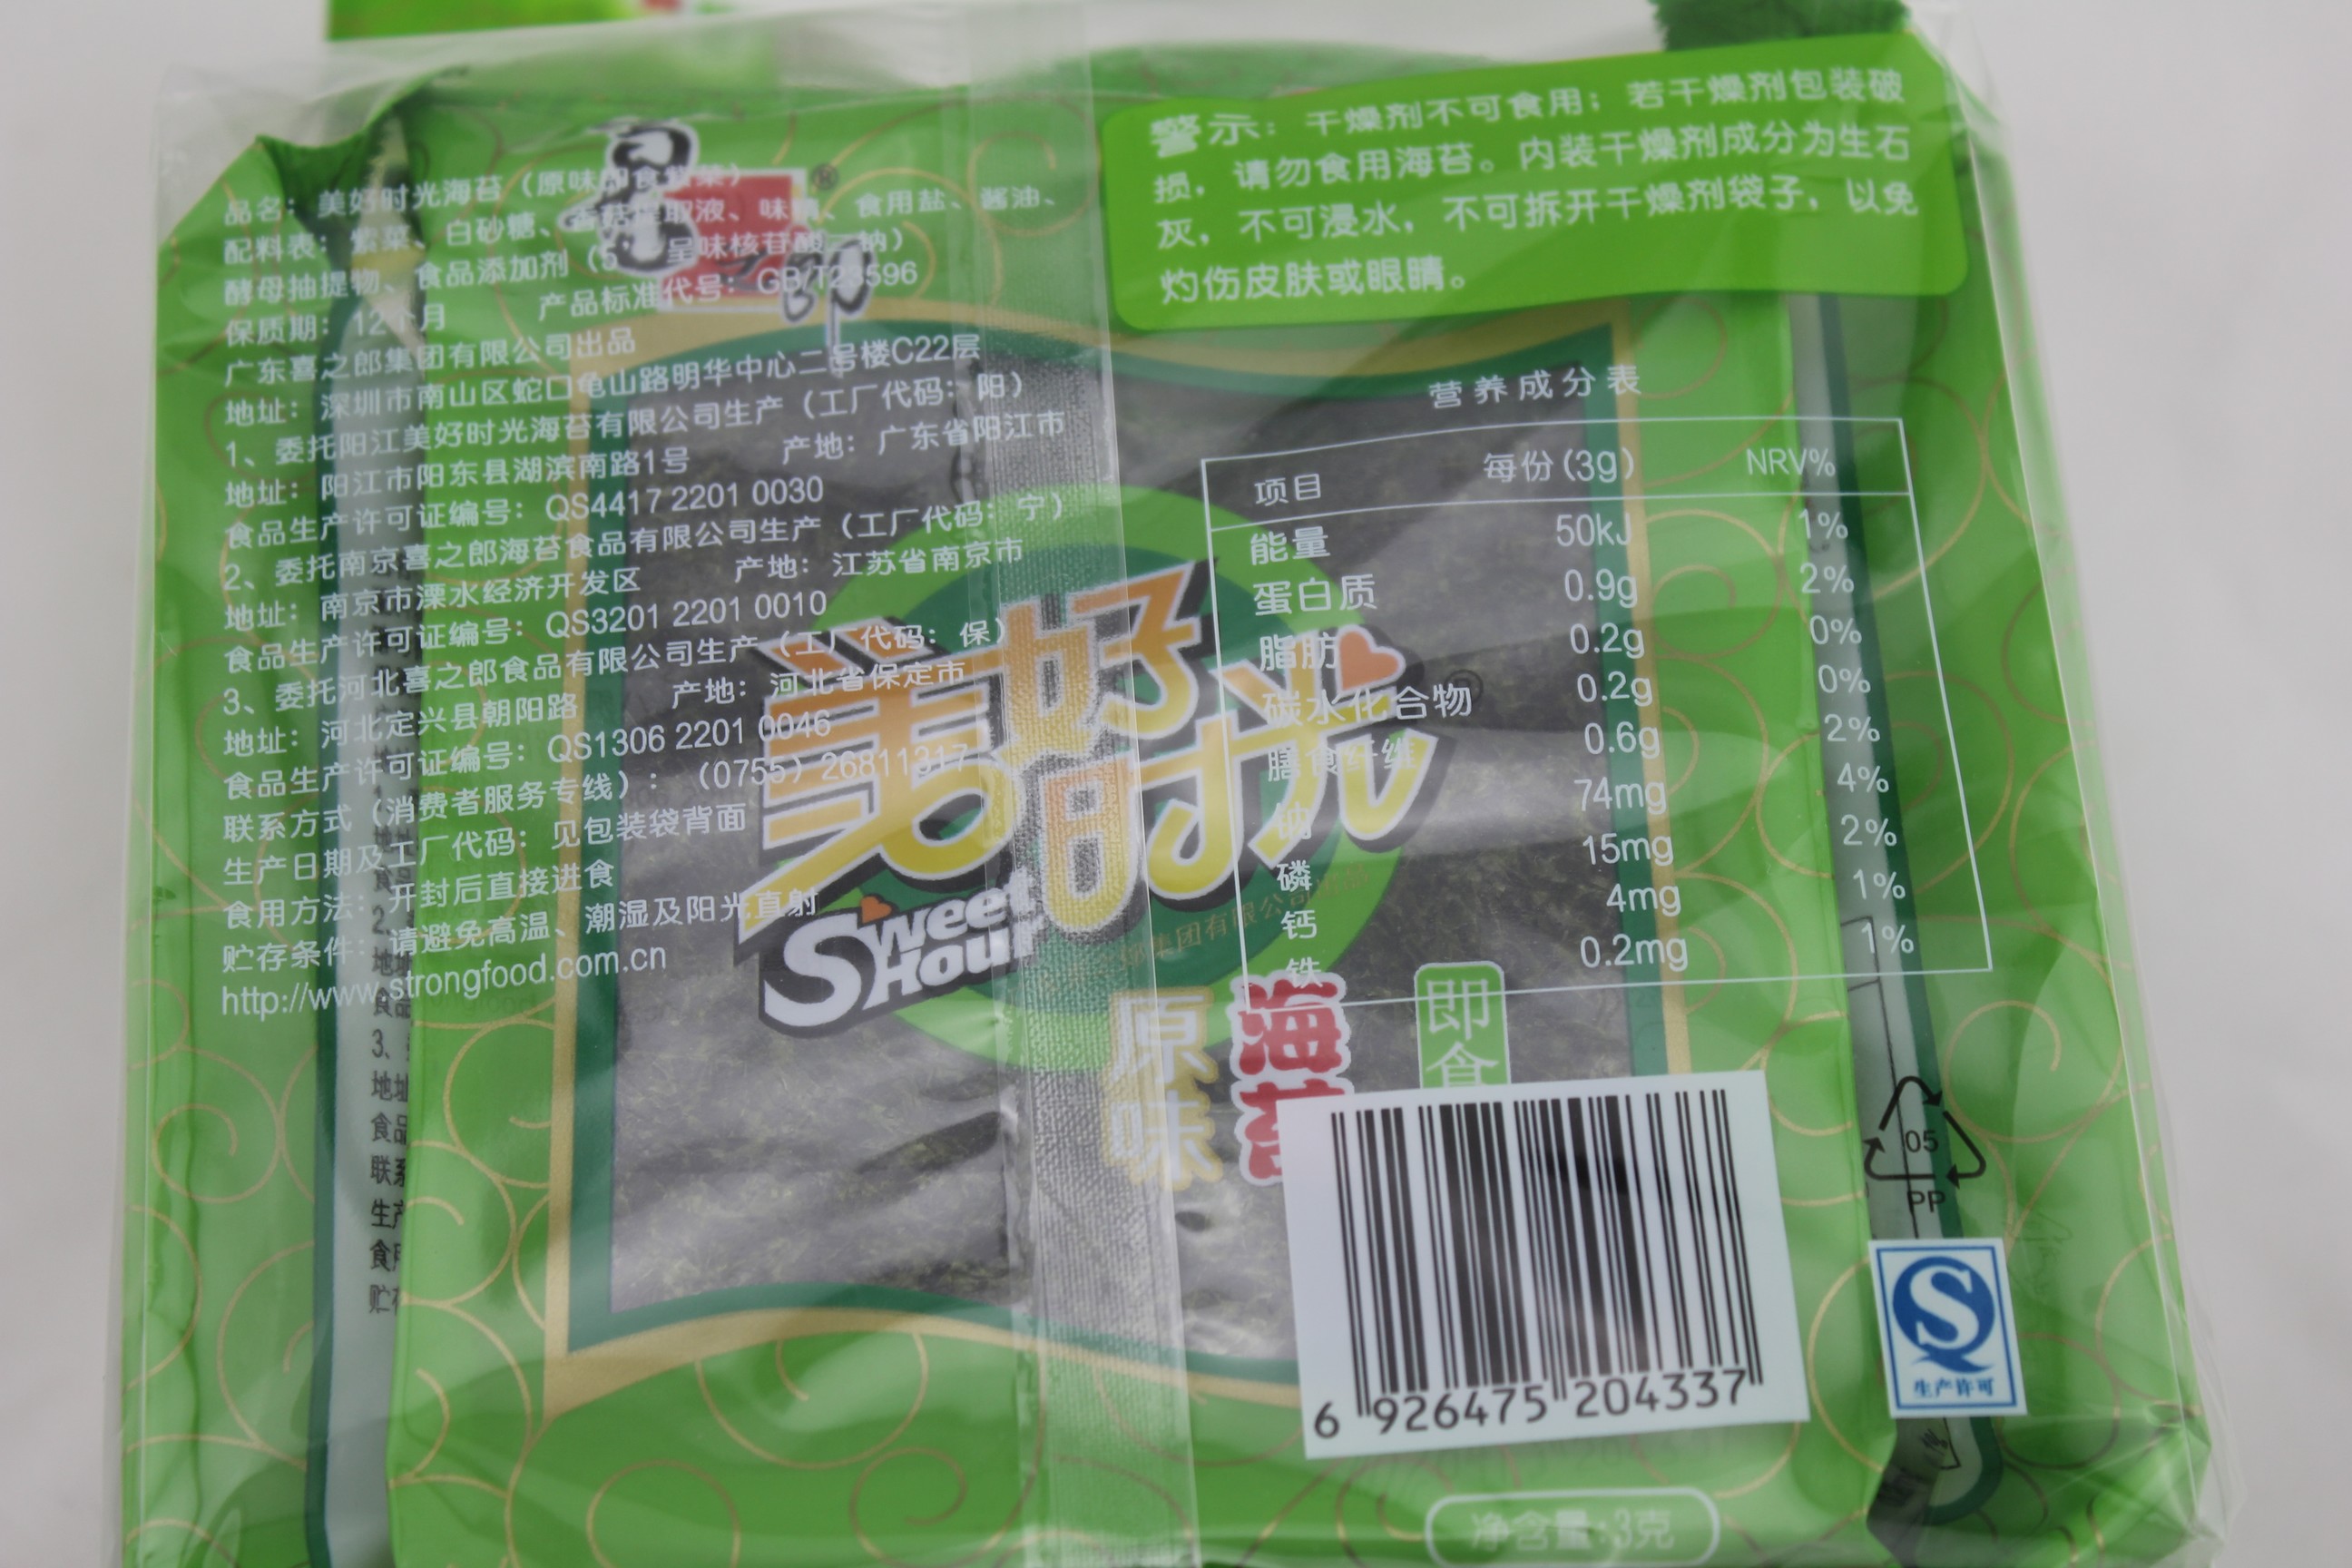 品名：美好时光海苔（原味即食紫菜）
配料表：紫菜、白砂糖、香菇提取液、味精、食用盐、酱油、
酵母抽提物、食品添加剂（5 呈味核苷酸二钠）
保质期：12个月 产品标准代号：GB/T23596
广东喜之郎集团有限公司出品
地址：深圳市南山区蛇口龟山路明华中心二号楼C22层
1、委托阳江美好时光海苔有限公司生产（工厂代码：阳）
地址：阳江市阳东县湖滨南路1号 产地：广东省阳江市
食品生产许可证编号：QS4417 2201 0030
2、委托南京喜之郎海苔食品有限公司生产（工厂代码：宁）
地址：南京市溧水经济开发区 产地：江苏省南京市
食品生产许可证编号：QS3201 2201 0010
3、委托河北喜之郎食品有限公司生产（工厂代码：保）
地址：河北定兴县朝阳路 产地：河北省保定市
食品生产许可证编号：QS1306 2201 0046
联系方式（消费者服务专线）：（0755）26811317
生产日期及工厂代码：见包装袋背面
食用方法：开封后直接进食
贮存条件：请避免高温、潮湿及阳光直射
http://www.strongfood.com.cn
警示：干燥剂不可食用；若干燥剂包装破
损，请勿食用海苔。内装干燥剂成分为生石
灰，不可浸水，不可拆开干燥剂袋子，以免
灼伤皮肤或眼睛。
营养成分表
项目 每份(3g) NRV%
能量 50kJ 1%
蛋白质 0.9g 2%
脂肪 0.2g 0%
碳水化合物 0.2g 0%
膳食纤维 0.6g 2%
钠 74mg 4%
磷 15mg 2%
钙 4mg 1%
铁 0.2mg 1%
美好时光
®
Sweet
Hour
原味
海苔
即食
05
PP
生产许可
6 926475 204337
净含量:3克